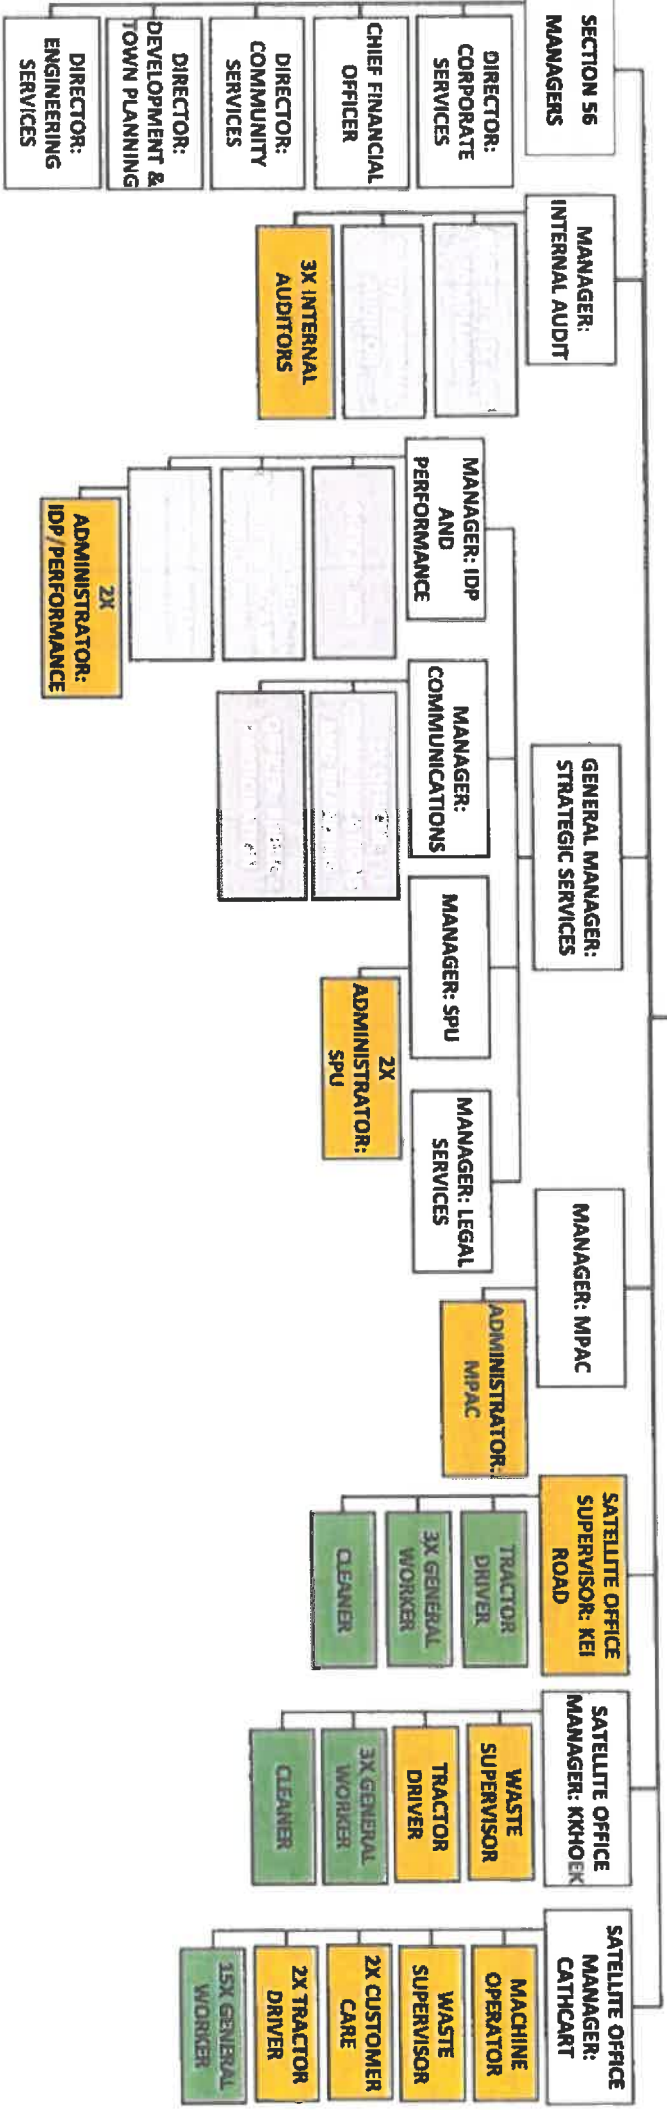 SECTION 56
MANAGERS
DIRECTOR:
CORPORATE
SERVICES
CHIEF FINANCIAL
OFFICER
DIRECTOR:
COMMUNITY
SERVICES
DIRECTOR:
DEVELOPMENT &
TOWN PLANNING
DIRECTOR:
ENGINEERING
SERVICES
MANAGER:
INTERNAL AUDIT
3X INTERNAL
AUDITORS
GENERAL MANAGER:
STRATEGIC SERVICES
MANAGER: IDP
AND
PERFORMANCE
2X
ADMINISTRATOR:
IDP/PERFORMANCE
MANAGER:
COMMUNICATIONS
MANAGER: SPU
2X
ADMINISTRATOR:
SPU
MANAGER: LEGAL
SERVICES
MANAGER: MPAC
ADMINISTRATOR:
MPAC
SATELLITE OFFICE
SUPERVISOR: KEI
ROAD
TRACTOR
DRIVER
3X GENERAL
WORKER
CLEANER
SATELLITE OFFICE
MANAGER: KKHOEK
WASTE
SUPERVISOR
TRACTOR
DRIVER
3X GENERAL
WORKER
CLEANER
SATELLITE OFFICE
MANAGER:
CATHCART
MACHINE
OPERATOR
WASTE
SUPERVISOR
2X CUSTOMER
CARE
2X TRACTOR
DRIVER
15X GENERAL
WORKER